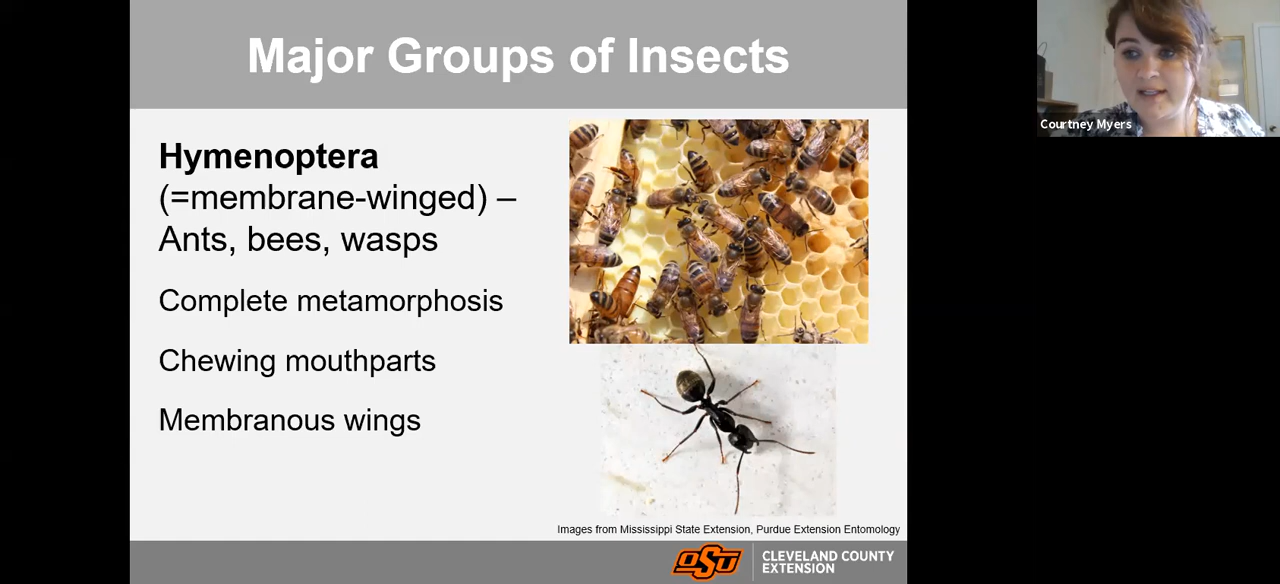 Major Groups of Insects
Courtney Myers
Hymenoptera
(=membrane-winged) –
Ants, bees, wasps
Complete metamorphosis
Chewing mouthparts
Membranous wings
Images from Mississippi State Extension, Purdue Extension Entomology
OSU
CLEVELAND COUNTY
EXTENSION